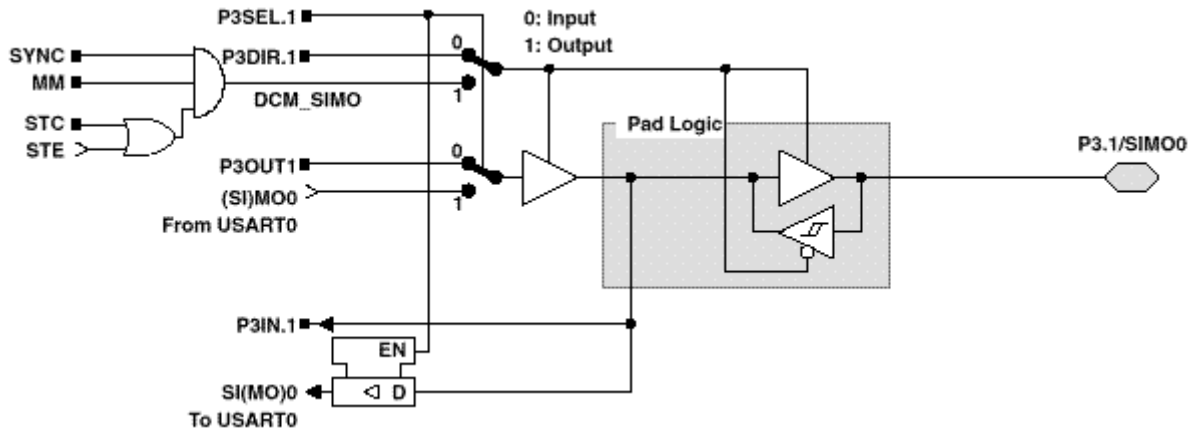 P3SEL.1
0: Input
1: Output
SYNC
P3DIR.1
0
MM
DCM_SIMO
1
STC
Pad Logic
STE
P3.1/SIMO0
P3OUT1
0
(SI)MO0
1
From USART0
P3IN.1
EN
SI(MO)0
D
To USART0